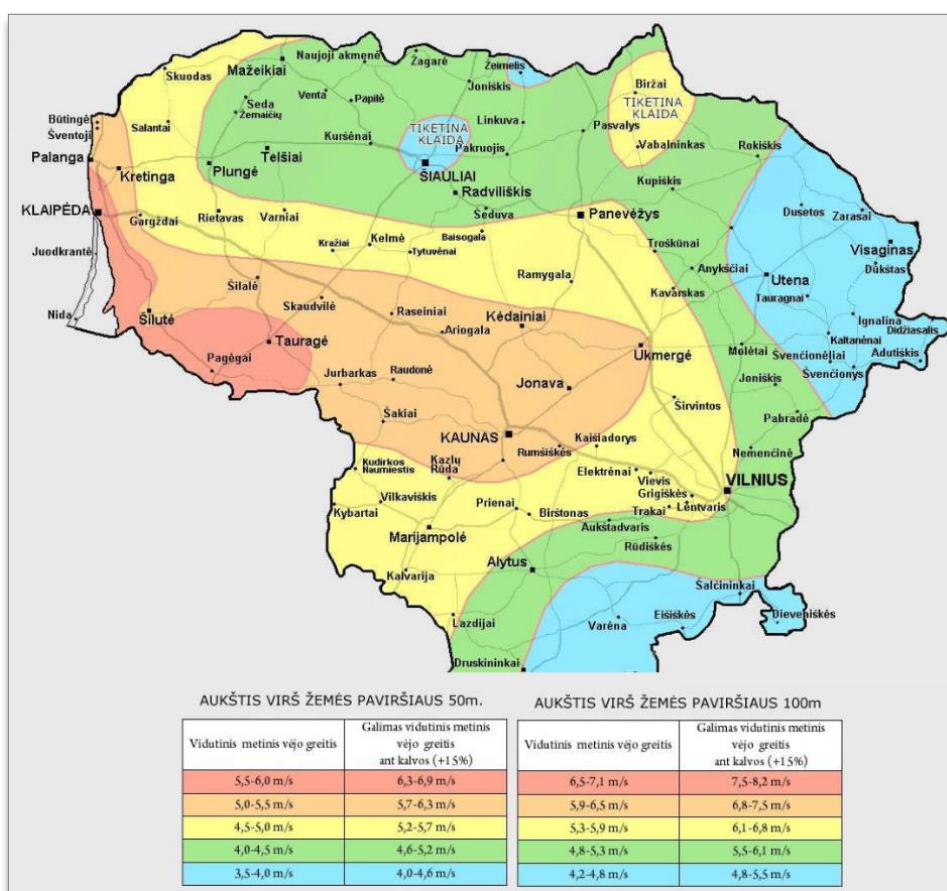 Naujoji akmenė
Žagarė
Žeimelis
Skuodas
Mažeikiai
Joniškis
Biržai
TIKĖTINA
KLAIDA
Seda
Žemaičių
Venta
Papilė
Būtingė
Šventoji
Salantai
Kuršėnai
TIKĖTINA
KLAIDA
Linkuva
Pasvalys
Palanga
Kretinga
Plungė
Telšiai
Pakruojis
Vabalninkas
Rokiškis
ŠIAULIAI
Radviliškis
Kupiškis
KLAIPĖDA
Gargždai
Rietavas
Varniai
Šeduva
Panevėžys
Dusetos
Zarasai
Juodkrantė
Kražiai
Kelmė
Tytuvėnai
Baisogala
Troškūnai
Visaginas
Dūkštas
Ramygala
Anykščiai
Utena
Šilalė
Skaudvilė
Kavarskas
Tauragnai
Nida
Šilutė
Raseiniai
Ariogala
Kėdainiai
Ignalina
Didžiasalis
Tauragė
Ukmergė
Molėtai
Kaltanėnai
Švenčionėliai
Adutiškis
Pagėgai
Jurbarkas
Raudonė
Jonava
Joniškis
Švenčionys
Šakiai
Širvintos
Pabradė
KAUNAS
Rumšiškės
Kaišiadorys
Nemenčinė
Kudirkos
Naumiestis
Kazlų
Rūda
Elektrėnai
Vievis
Grigiškės
VILNIUS
Kybartai
Vilkaviškis
Prienai
Birštonas
Trakai
Lentvaris
Marijampolė
Aukštadvaris
Rūdiškės
Kalvarija
Alytus
Šalčininkai
Lazdijai
Varėna
Eišiškės
Dieveniškės
Druskininkai
AUKŠTIS VIRŠ ŽEMĖS PAVIRŠIAUS 50m.
Vidutinis metinis vėjo greitis
Galimas vidutinis metinis
vėjo greitis
ant kalvos (+15%)
5,5-6,0 m/s
6,3-6,9 m/s
5,0-5,5 m/s
5,7-6,3 m/s
4,5-5,0 m/s
5,2-5,7 m/s
4,0-4,5 m/s
4,6-5,2 m/s
3,5-4,0 m/s
4,0-4,6 m/s
AUKŠTIS VIRŠ ŽEMĖS PAVIRŠIAUS 100m
Vidutinis metinis vėjo greitis
Galimas vidutinis metinis
vėjo greitis
ant kalvos (+15%)
6,5-7,1 m/s
7,5-8,2 m/s
5,9-6,5 m/s
6,8-7,5 m/s
5,3-5,9 m/s
6,1-6,8 m/s
4,8-5,3 m/s
5,5-6,1 m/s
4,2-4,8 m/s
4,8-5,5 m/s